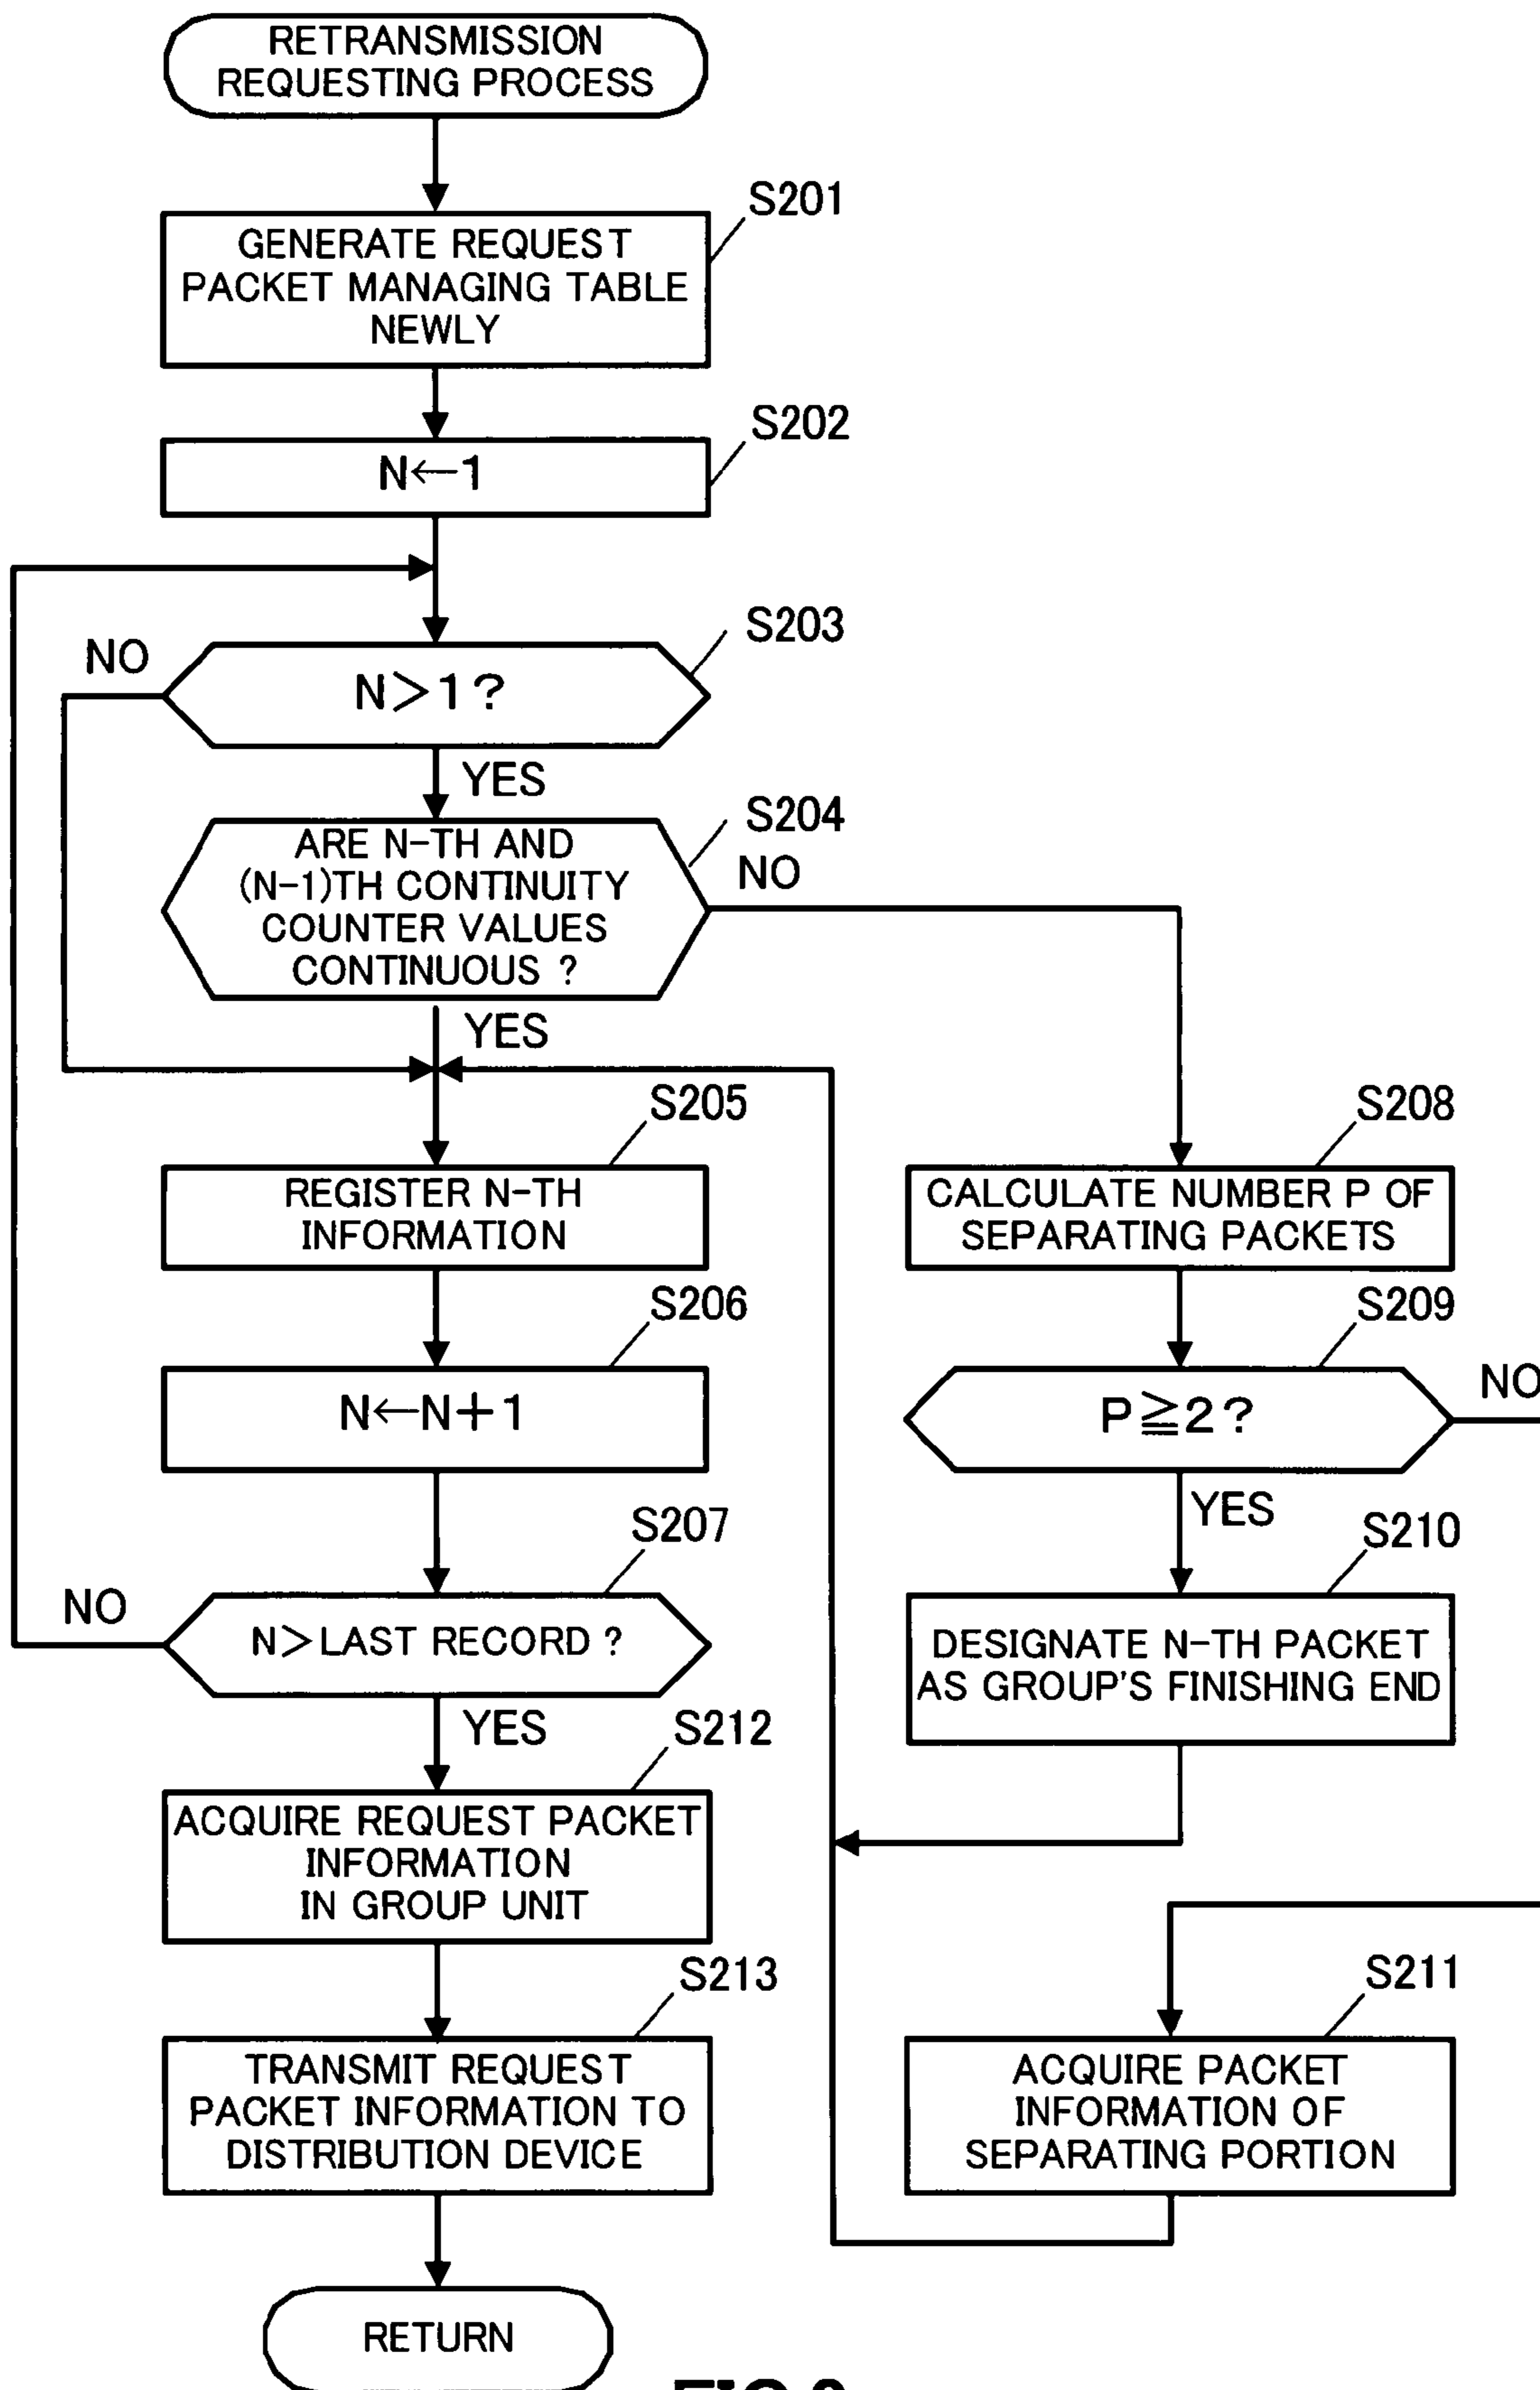 RETRANSMISSION
REQUESTING PROCESS
S201
GENERATE REQUEST
PACKET MANAGING TABLE
NEWLY
S202
N←1
S203
NO
N>1?
YES
S204
ARE N-TH AND
(N-1)TH CONTINUITY
COUNTER VALUES
CONTINUOUS ?
NO
YES
S205
REGISTER N-TH
INFORMATION
S206
N←N+1
S207
NO
N>LAST RECORD ?
YES
S208
CALCULATE NUMBER P OF
SEPARATING PACKETS
S209
P≧2?
NO
YES
S210
DESIGNATE N-TH PACKET
AS GROUP'S FINISHING END
S211
ACQUIRE PACKET
INFORMATION OF
SEPARATING PORTION
S212
ACQUIRE REQUEST PACKET
INFORMATION
IN GROUP UNIT
S213
TRANSMIT REQUEST
PACKET INFORMATION TO
DISTRIBUTION DEVICE
RETURN